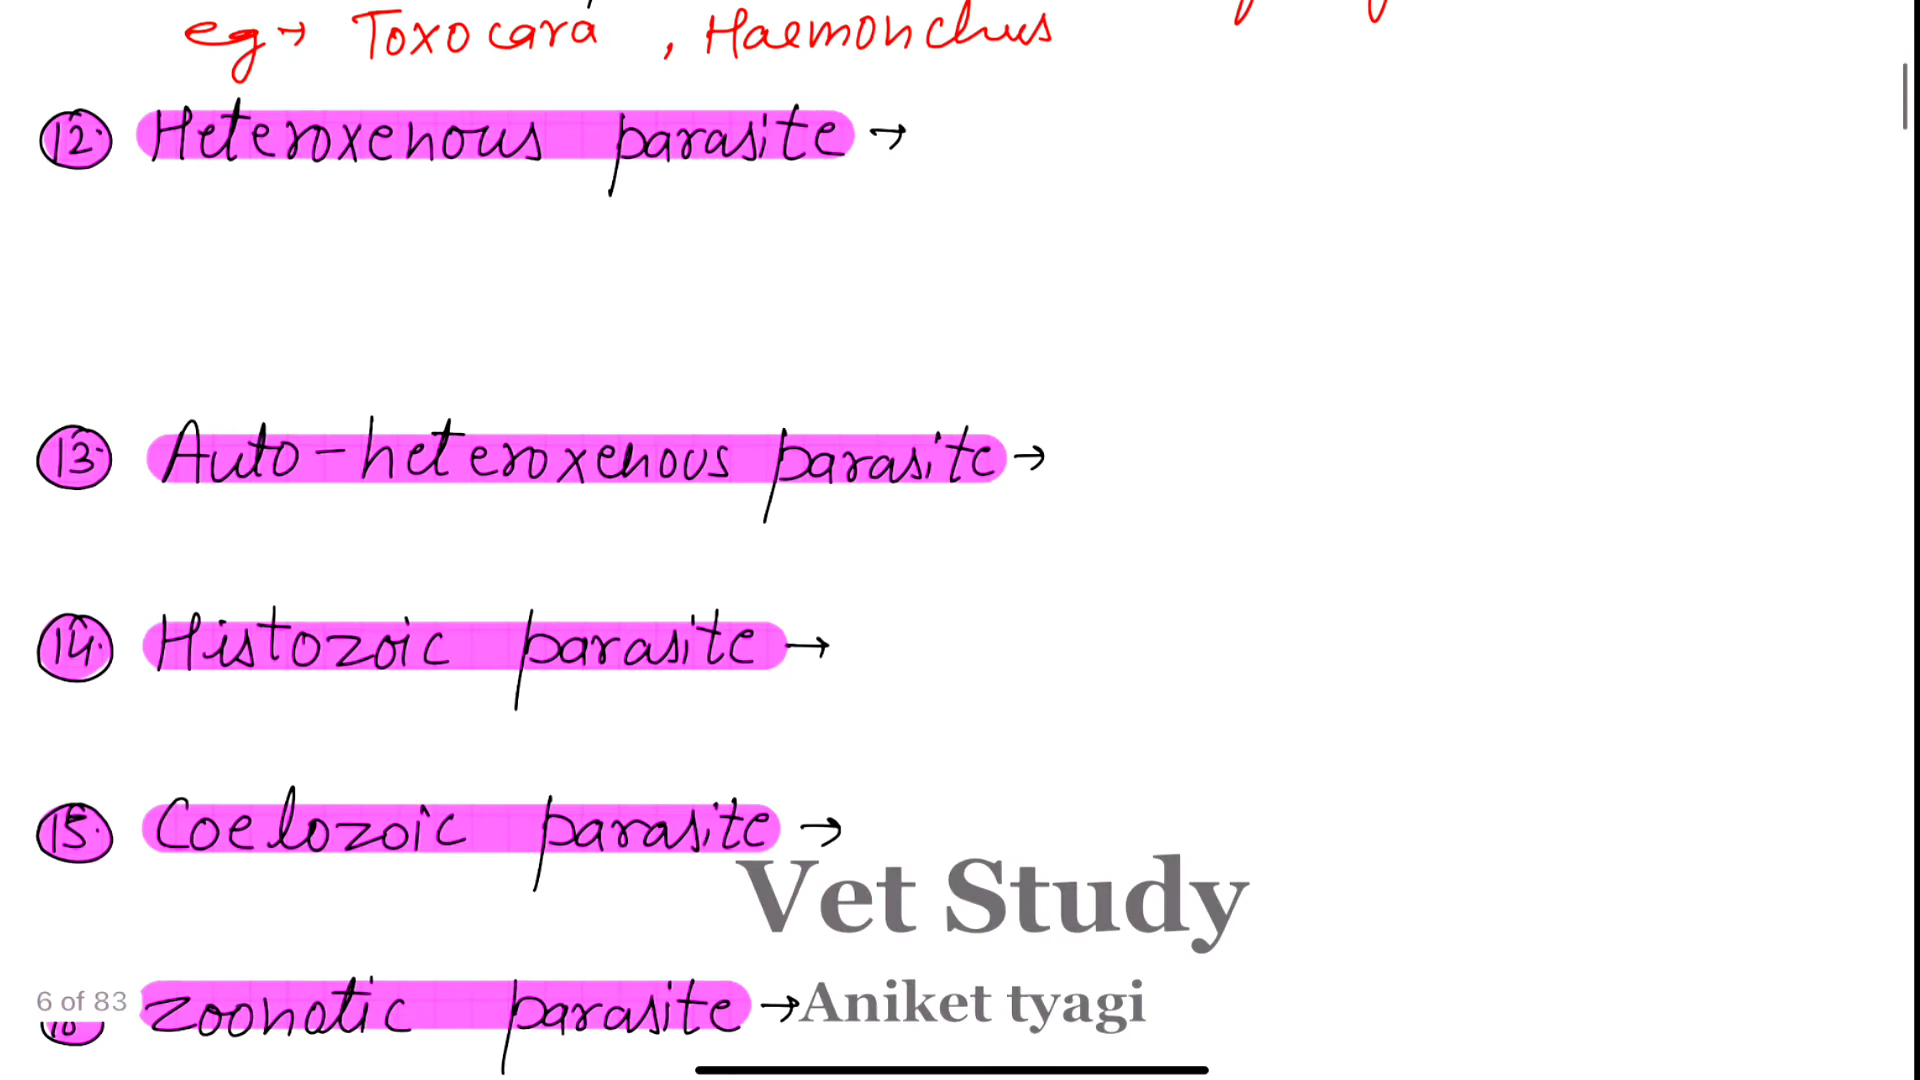 eg → Toxocara , Haemonchus
12. Heteroxenous parasite →
13. Auto-heteroxenous parasite →
14. Histozoic parasite →
15. Coelozoic parasite →
Vet Study
16 zoonotic parasite →
Aniket tyagi
6 of 83